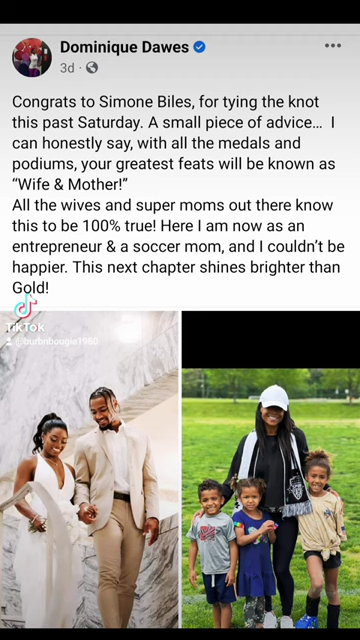 Dominique Dawes
3d ·
Congrats to Simone Biles, for tying the knot
this past Saturday. A small piece of advice… I
can honestly say, with all the medals and
podiums, your greatest feats will be known as
“Wife & Mother!”
All the wives and super moms out there know
this to be 100% true! Here I am now as an
entrepreneur & a soccer mom, and I couldn’t be
happier. This next chapter shines brighter than
Gold!
TikTok
@burbnbougie1980